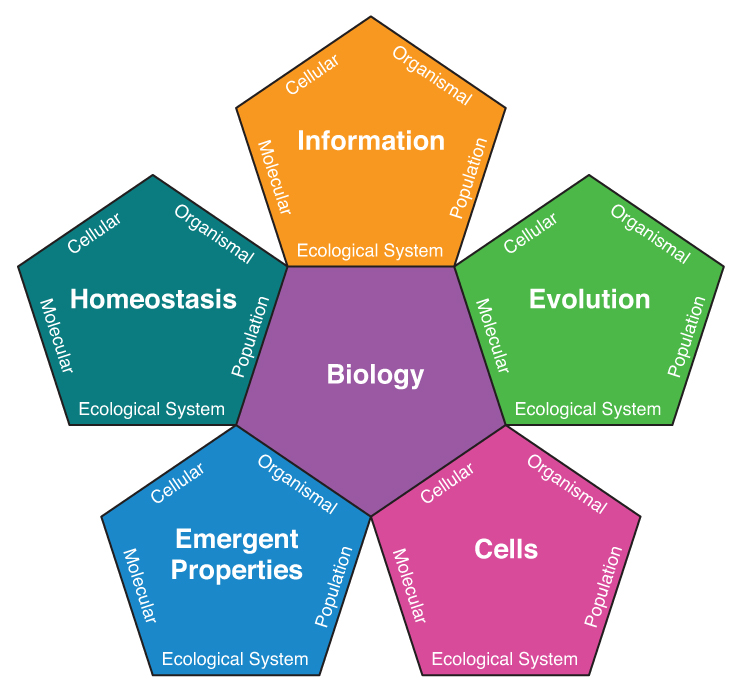 Cellular
Organismal
Information
Molecular
Population
Ecological System
Cellular
Organismal
Homeostasis
Molecular
Population
Ecological System
Cellular
Organismal
Evolution
Molecular
Population
Ecological System
Biology
Cellular
Organismal
Emergent
Properties
Molecular
Population
Ecological System
Cellular
Organismal
Cells
Molecular
Population
Ecological System